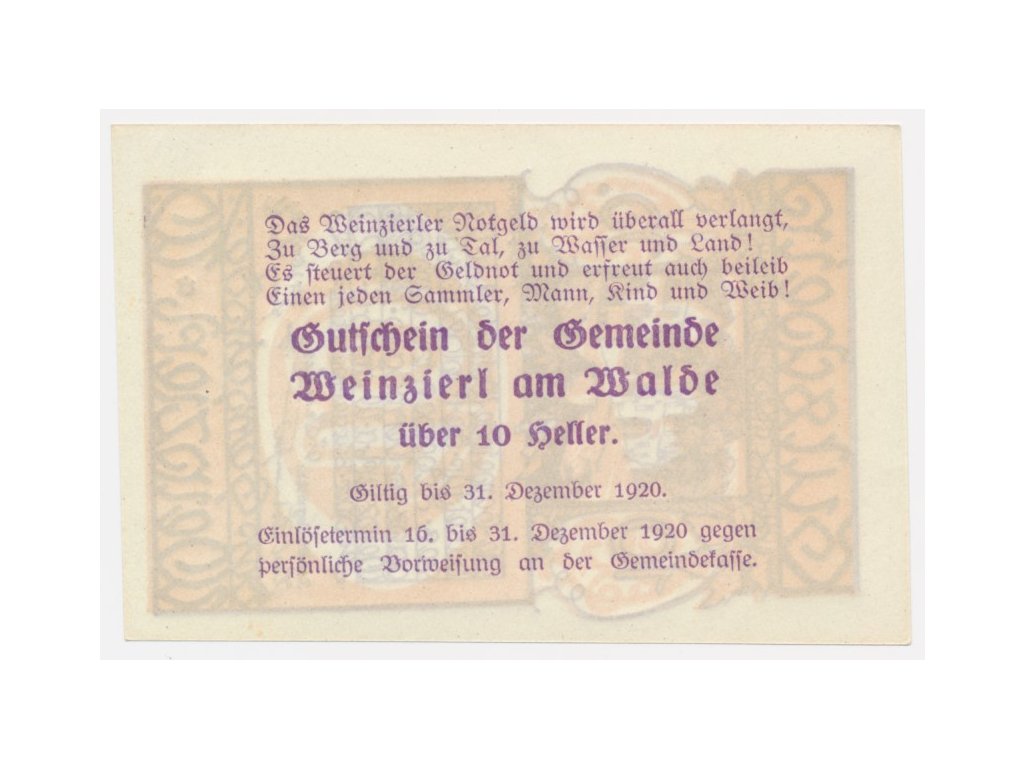 Das Weinzierler Notgeld wird überall verlangt,
Zu Berg und zu Tal, zu Wasser und Land!
Es steuert der Geldnot und erfreut auch beileib
Einen jeden Sammler, Mann, Kind und Weib!
Gutschein der Gemeinde
Weinzierl am Walde
über 10 Heller.
Giltig bis 31. Dezember 1920.
Einlösetermin 16. bis 31. Dezember 1920 gegen
persönliche Vorweisung an der Gemeindekasse.